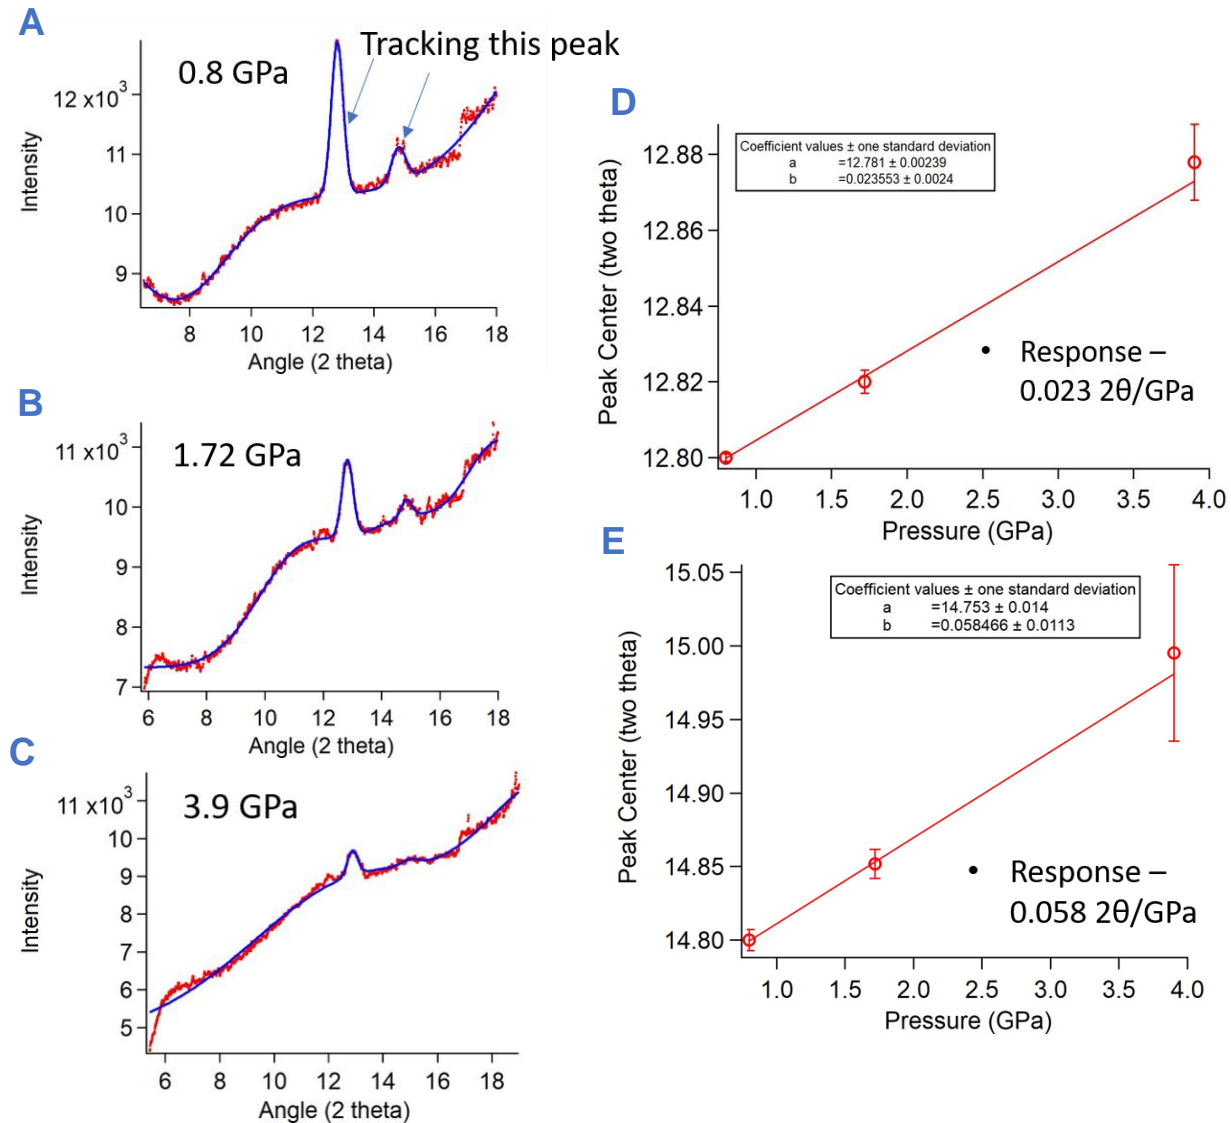 A
0.8 GPa
Tracking this peak
12 x10³
11
10
9
Intensity
8 10 12 14 16 18
Angle (2 theta)
B
1.72 GPa
11 x10³
10
9
8
7
Intensity
6 8 10 12 14 16 18
Angle (2 theta)
C
3.9 GPa
11 x10³
10
9
8
7
6
5
Intensity
6 8 10 12 14 16 18
Angle (2 theta)
D
Coefficient values ± one standard deviation
a =12.781 ± 0.00239
b =0.023553 ± 0.0024
12.88
12.86
12.84
12.82
12.80
Peak Center (two theta)
• Response –
0.023 2θ/GPa
1.0 1.5 2.0 2.5 3.0 3.5 4.0
Pressure (GPa)
E
Coefficient values ± one standard deviation
a =14.753 ± 0.014
b =0.058466 ± 0.0113
15.05
15.00
14.95
14.90
14.85
14.80
Peak Center (two theta)
• Response –
0.058 2θ/GPa
1.0 1.5 2.0 2.5 3.0 3.5 4.0
Pressure (GPa)